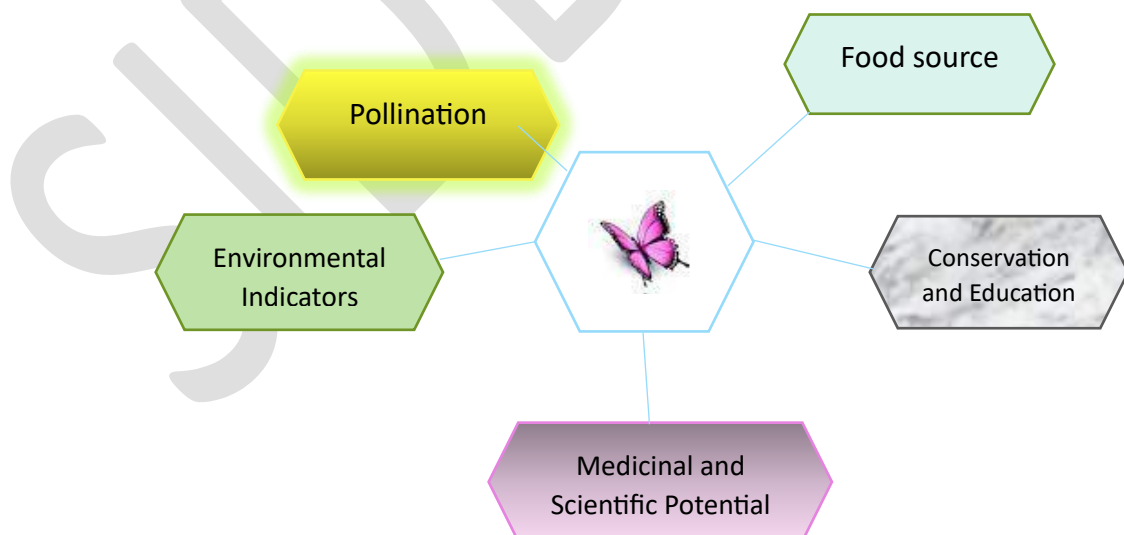 Food source
Pollination
Environmental
Indicators
Conservation
and Education
Medicinal and
Scientific Potential